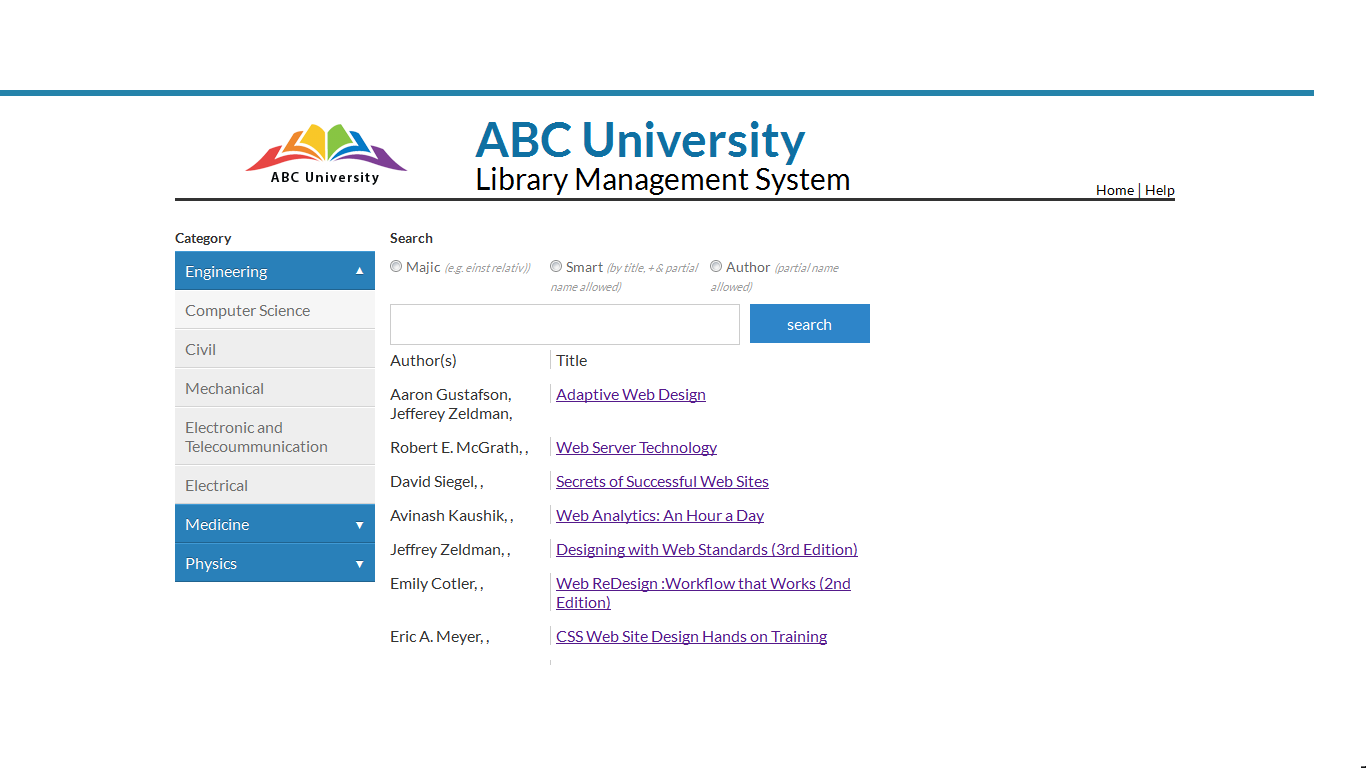 ABC University
ABC University
Library Management System
Home | Help
Category
Engineering
Computer Science
Civil
Mechanical
Electronic and
Telecoummunication
Electrical
Medicine
Physics
Search
Majic (e.g. einst relativ))
Smart (by title, + & partial
name allowed)
Author (partial name
allowed)
search
Author(s) Title
Aaron Gustafson, Adaptive Web Design
Jefferey Zeldman,
Robert E. McGrath, , Web Server Technology
David Siegel, , Secrets of Successful Web Sites
Avinash Kaushik, , Web Analytics: An Hour a Day
Jeffrey Zeldman, , Designing with Web Standards (3rd Edition)
Emily Cotler, , Web ReDesign :Workflow that Works (2nd
Edition)
Eric A. Meyer, , CSS Web Site Design Hands on Training